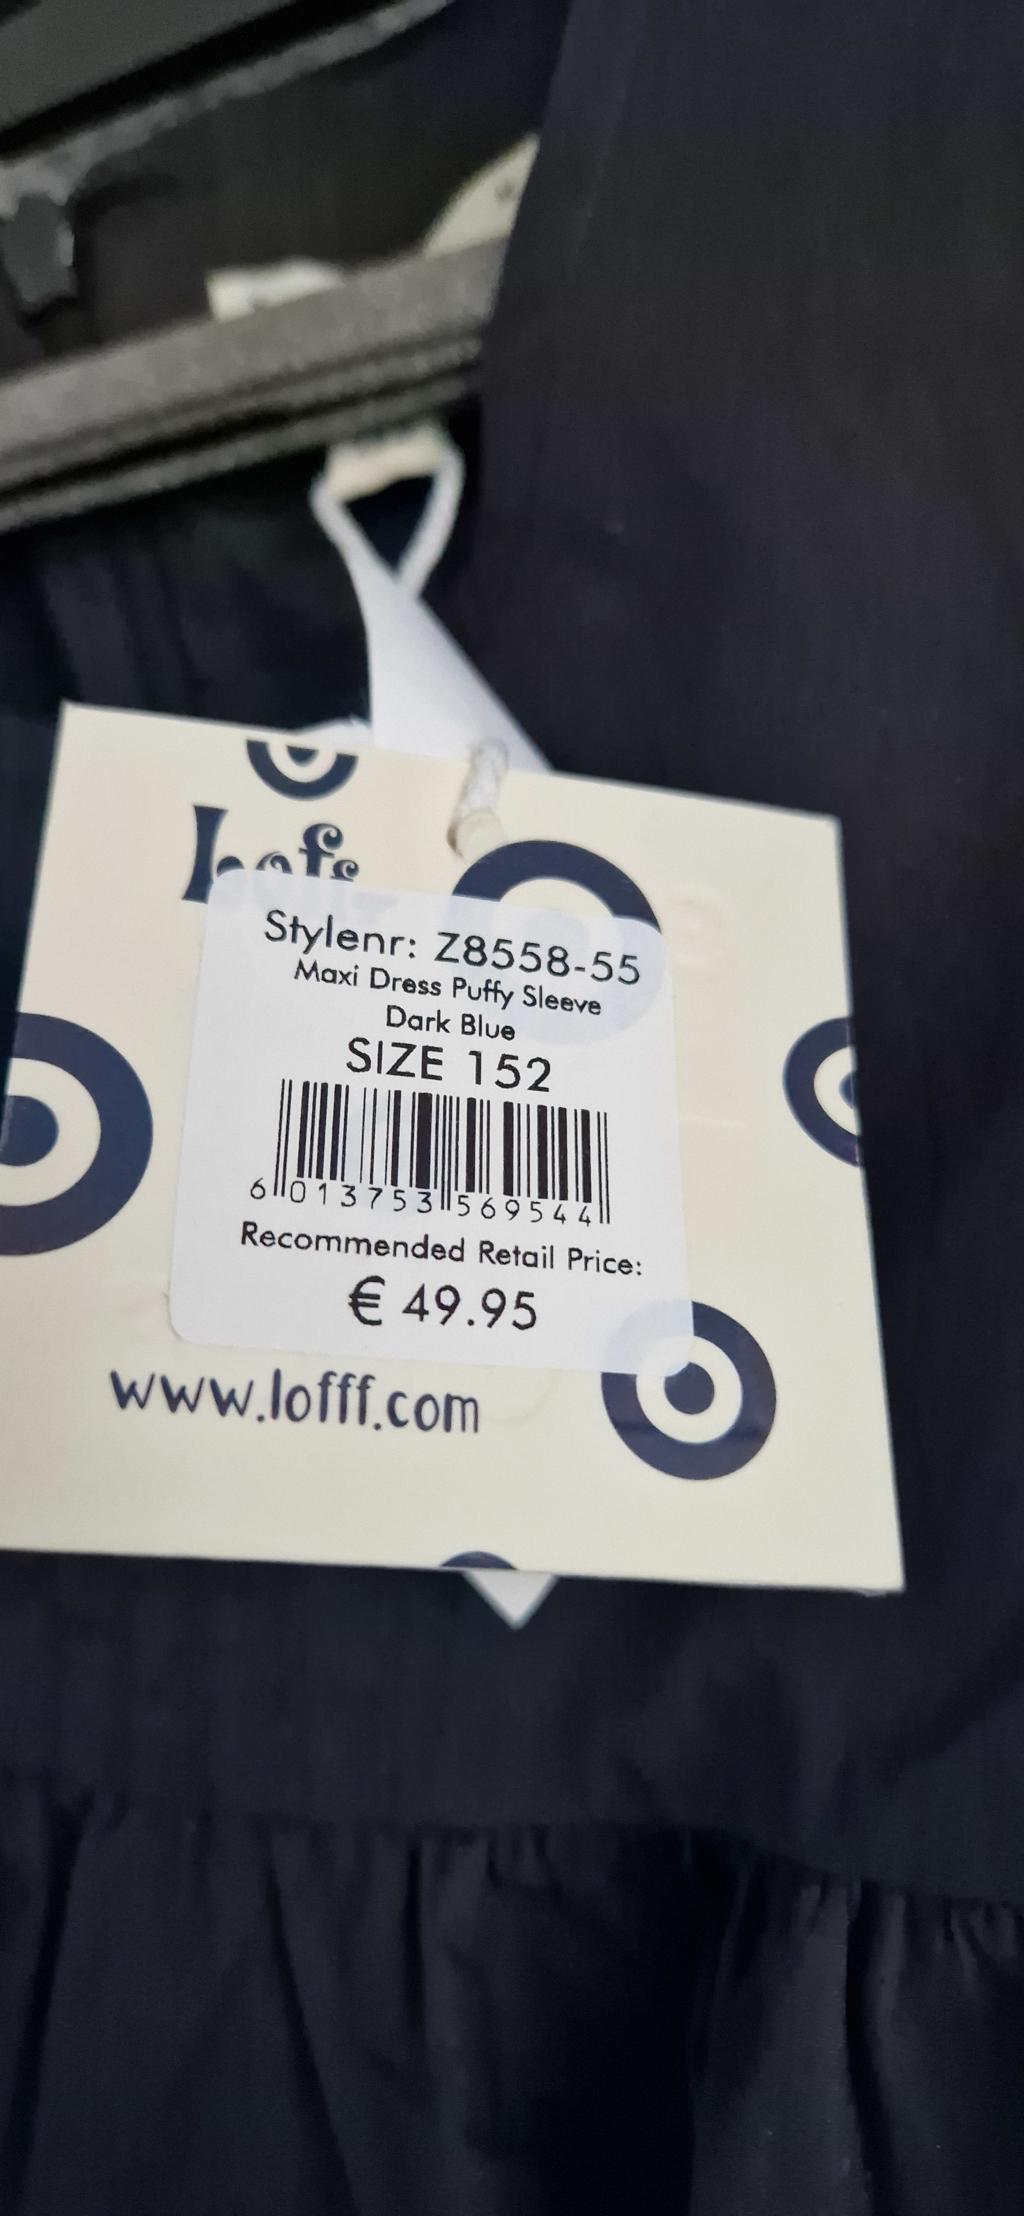 Stylenr: Z8558-55
Maxi Dress Puffy Sleeve
Dark Blue
SIZE 152
6 013753 569544
Recommended Retail Price:
€ 49.95
www.lofff.com